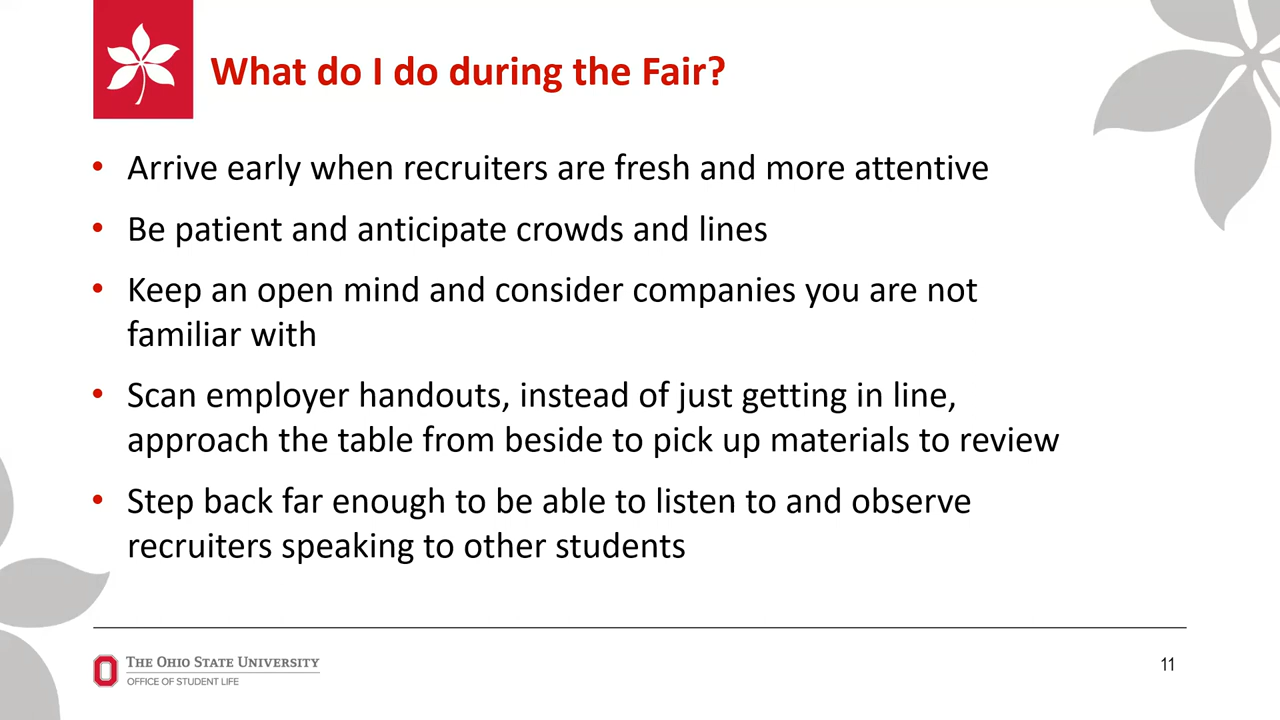 What do I do during the Fair?
• Arrive early when recruiters are fresh and more attentive
• Be patient and anticipate crowds and lines
• Keep an open mind and consider companies you are not
familiar with
• Scan employer handouts, instead of just getting in line,
approach the table from beside to pick up materials to review
• Step back far enough to be able to listen to and observe
recruiters speaking to other students
THE OHIO STATE UNIVERSITY
OFFICE OF STUDENT LIFE
11